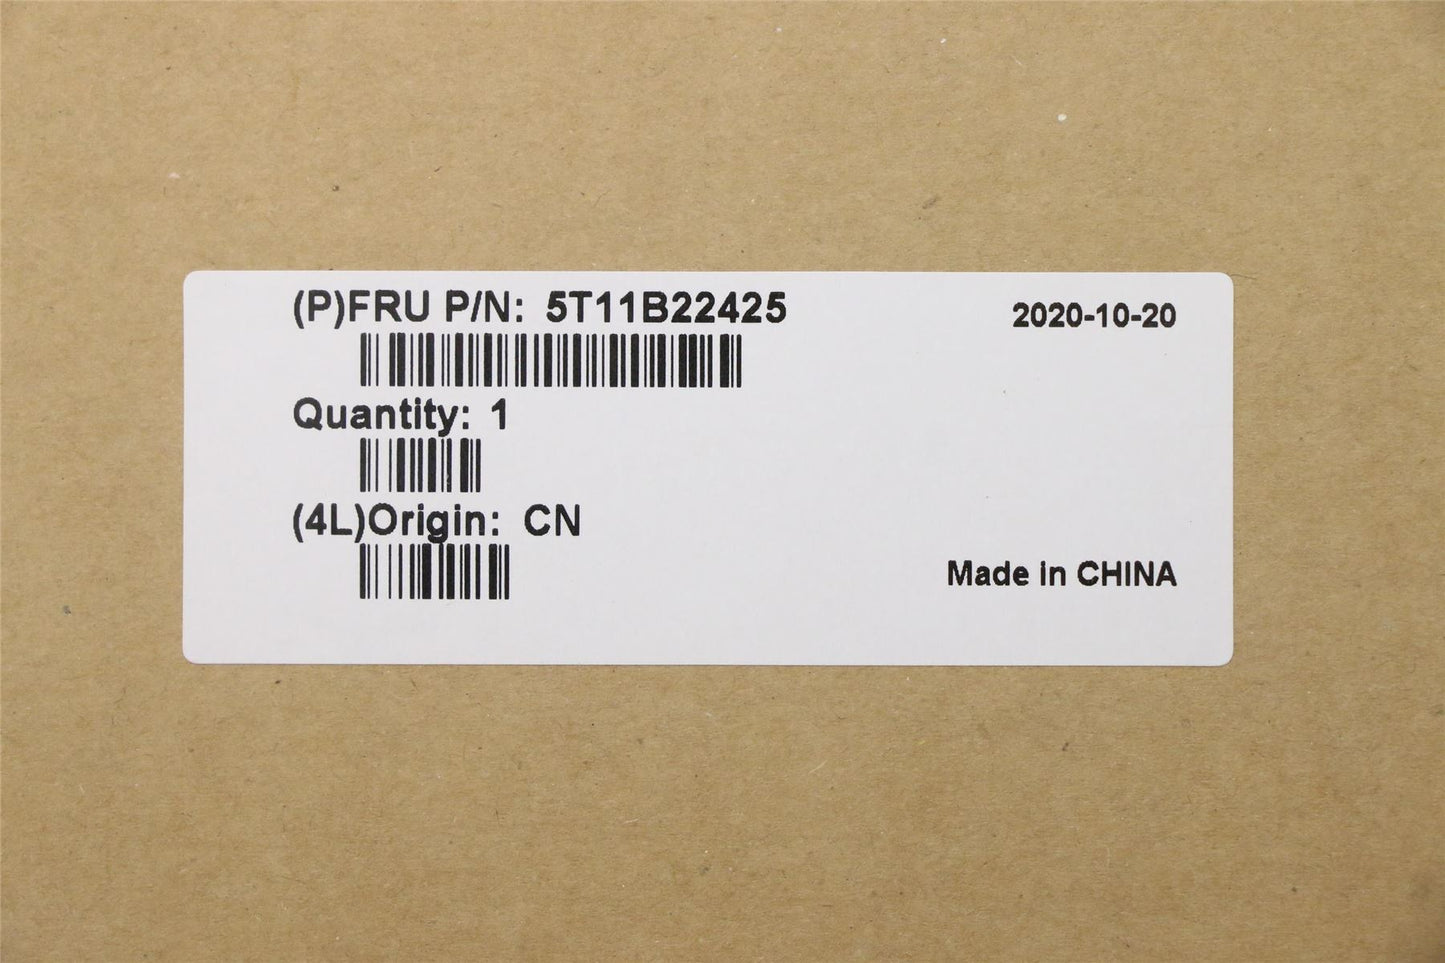 (P)FRU P/N: 5T11B22425
2020-10-20
Quantity: 1
(4L)Origin: CN
Made in CHINA